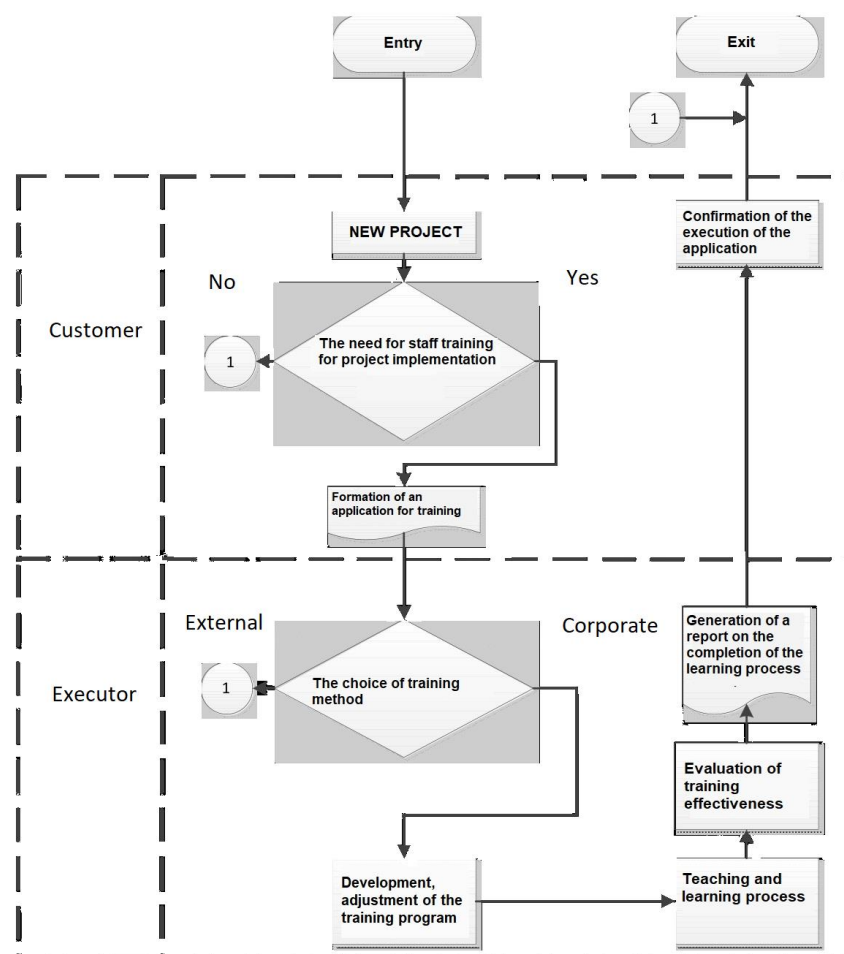 Entry
Exit
1
NEW PROJECT
Confirmation of the
execution of the
application
No
Yes
Customer
The need for staff training
for project implementation
1
Formation of an
application for training
External
Corporate
Executor
1
The choice of training
method
Generation of a
report on the
completion of the
learning process
Evaluation of
training
effectiveness
Development,
adjustment of the
training program
Teaching and
learning process